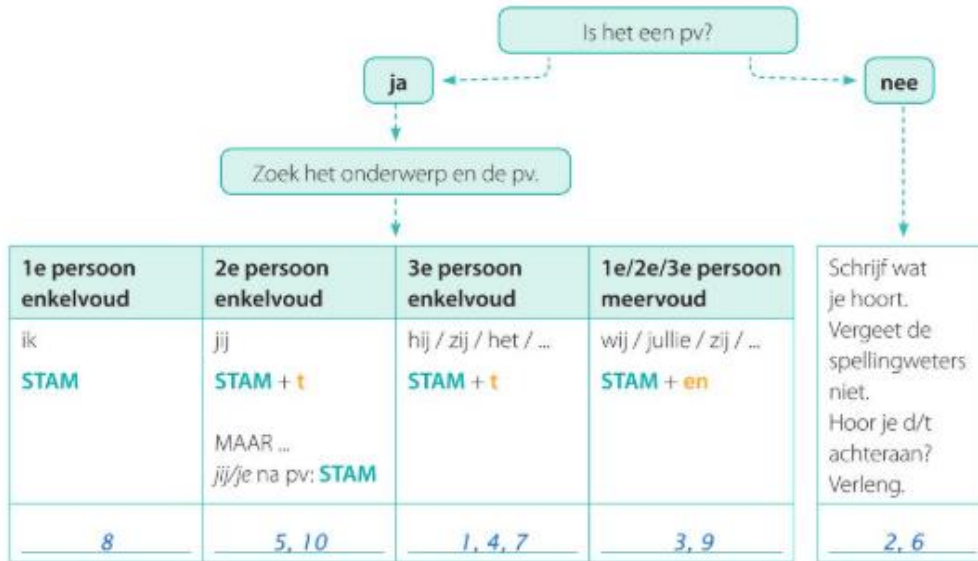 Is het een pv?
ja
nee
Zoek het onderwerp en de pv.
1e persoon
enkelvoud
ik
STAM
8
2e persoon
enkelvoud
jij
STAM + t
MAAR ...
jij/je na pv: STAM
5, 10
3e persoon
enkelvoud
hij / zij / het / ...
STAM + t
1, 4, 7
1e/2e/3e persoon
meervoud
wij / jullie / zij / ...
STAM + en
3, 9
Schrijf wat
je hoort.
Vergeet de
spellingweters
niet.
Hoor je d/t
achteraan?
Verleng.
2, 6